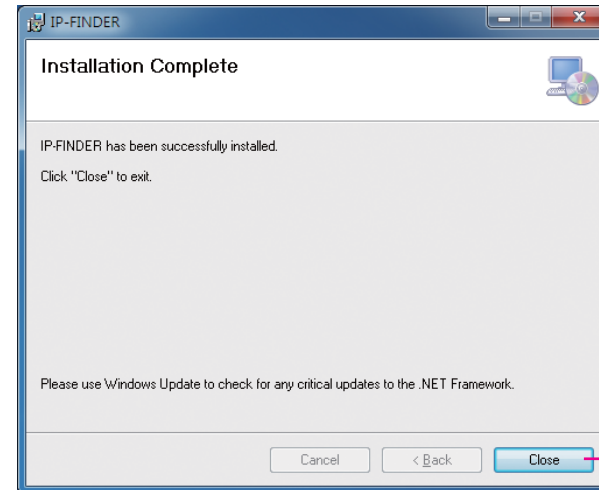 IP-FINDER
Installation Complete
IP-FINDER has been successfully installed.
Click "Close" to exit.
Please use Windows Update to check for any critical updates to the .NET Framework.
Cancel
< Back
Close